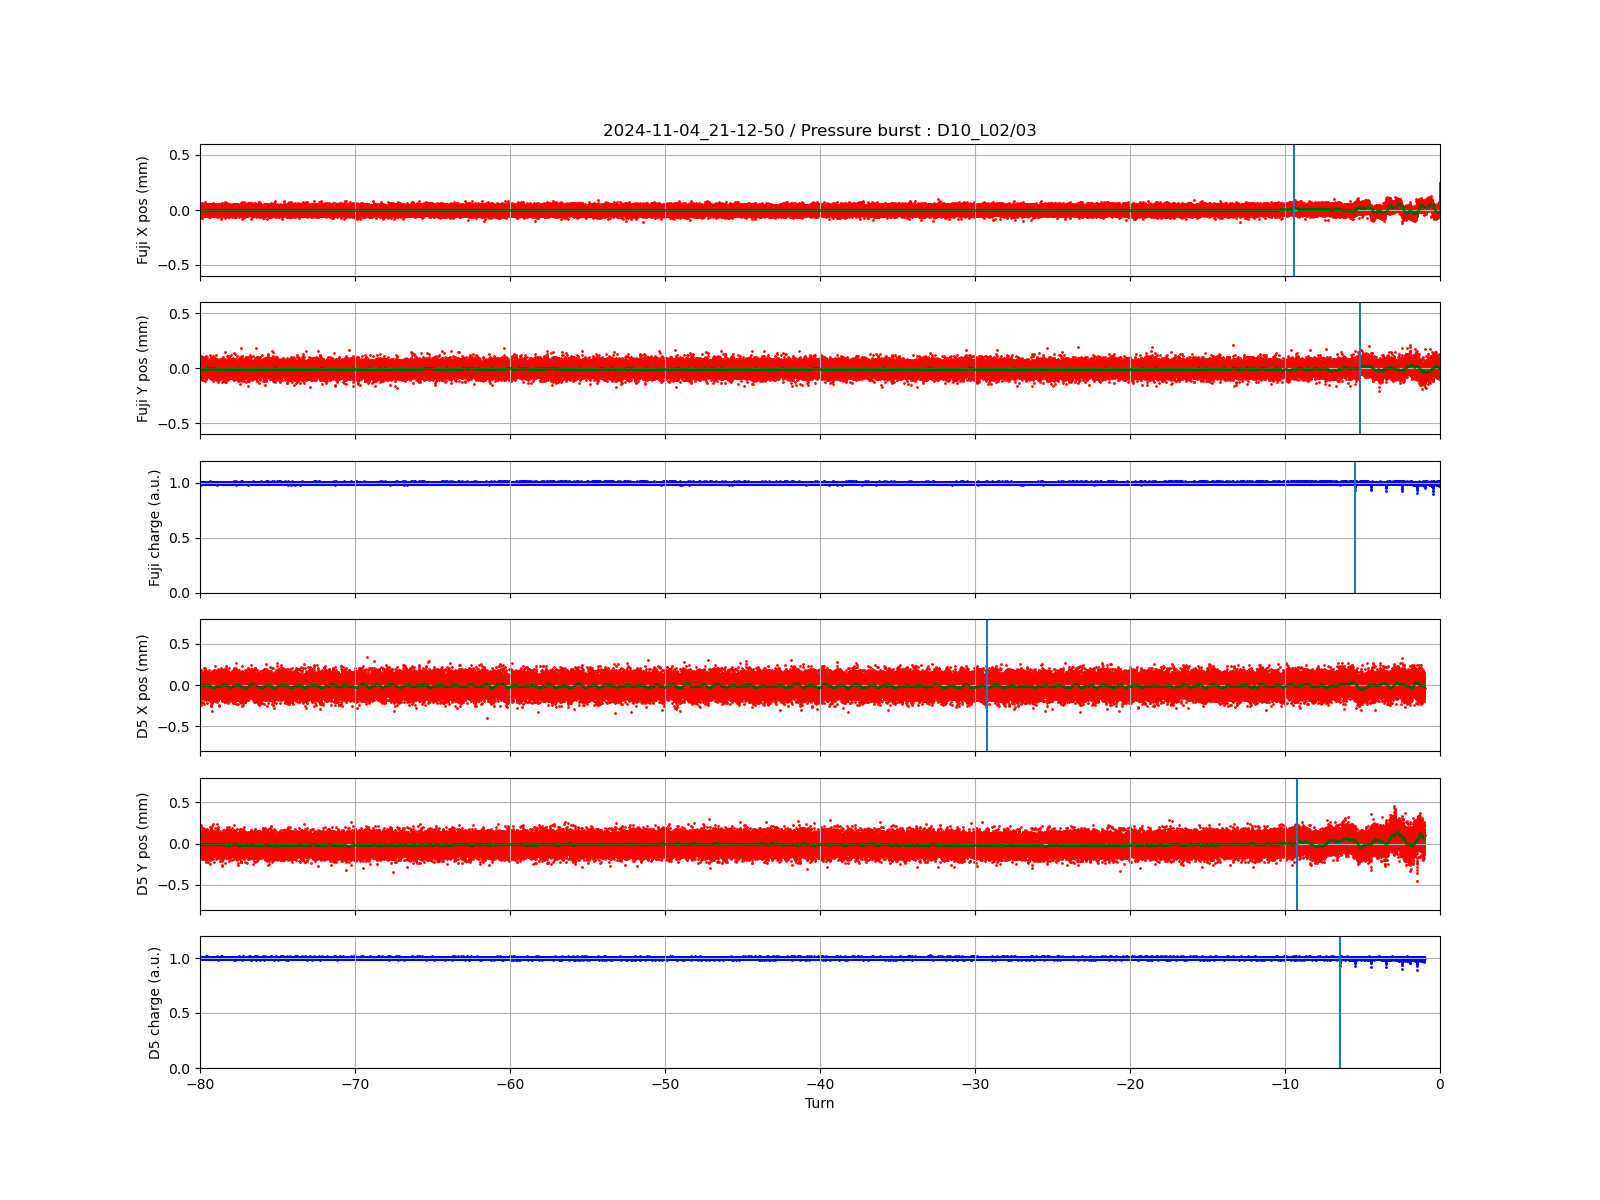 2024-11-04_21-12-50 / Pressure burst : D10_L02/03
Fuji X pos (mm)
0.5
0.0
−0.5
Fuji Y pos (mm)
0.5
0.0
−0.5
Fuji charge (a.u.)
1.0
0.5
0.0
D5 X pos (mm)
0.5
0.0
−0.5
D5 Y pos (mm)
0.5
0.0
−0.5
D5 charge (a.u.)
1.0
0.5
0.0
−80 −70 −60 −50 −40 −30 −20 −10 0
Turn